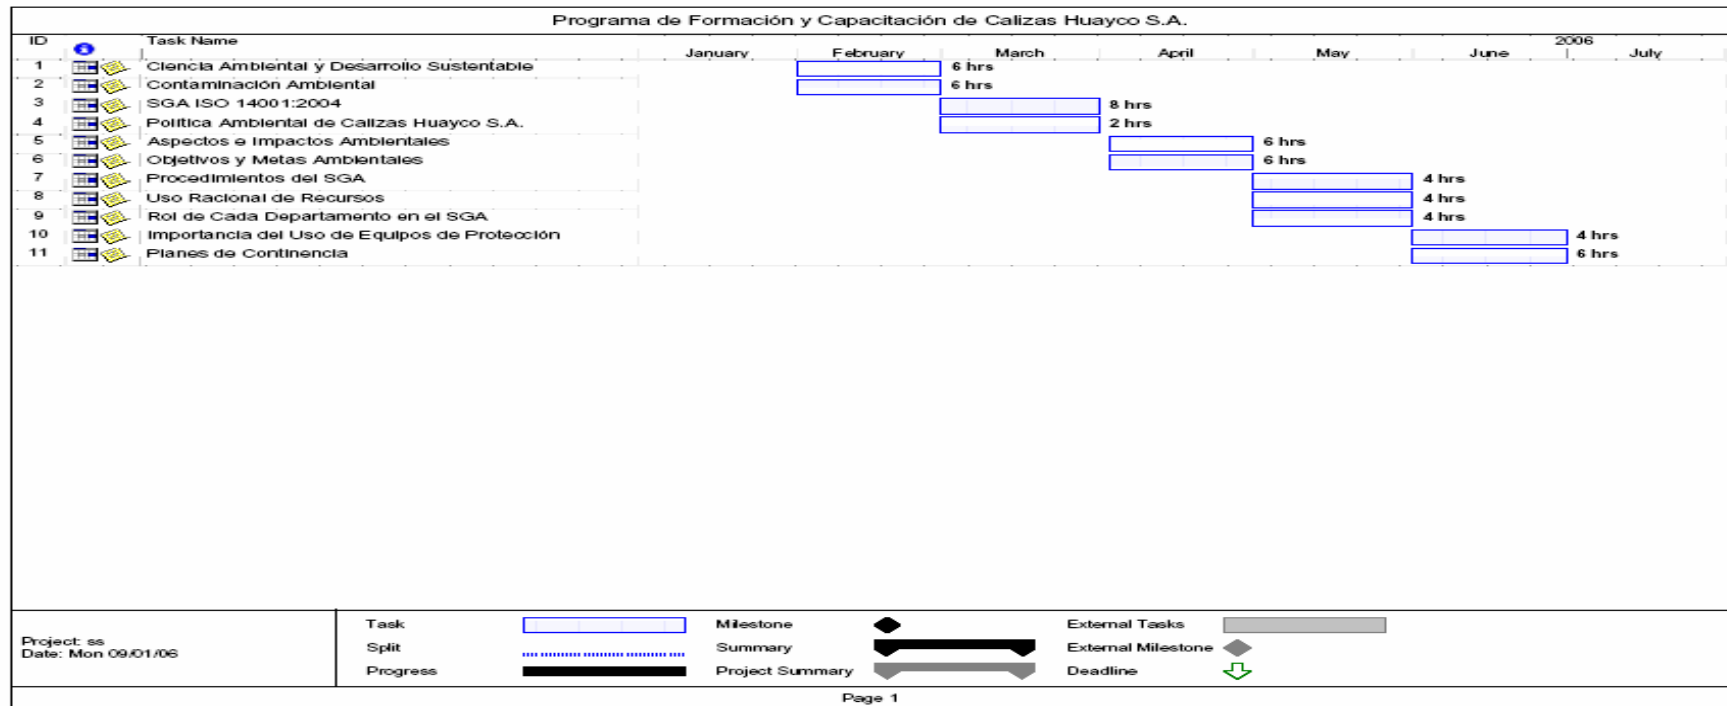 Programa de Formación y Capacitación de Calizas Huayco S.A.
ID Task Name 2006
January February March April May June July
1 Ciencia Ambiental y Desarrollo Sustentable 6 hrs
2 Contaminación Ambiental 6 hrs
3 SGA ISO 14001:2004 8 hrs
4 Política Ambiental de Calizas Huayco S.A. 2 hrs
5 Aspectos e Impactos Ambientales 6 hrs
6 Objetivos y Metas Ambientales 6 hrs
7 Procedimientos del SGA 4 hrs
8 Uso Racional de Recursos 4 hrs
9 Rol de Cada Departamento en el SGA 4 hrs
10 Importancia del Uso de Equipos de Protección 4 hrs
11 Planes de Continencia 6 hrs
Project: ss
Date: Mon 09/01/06
Task Milestone External Tasks
Split Summary External Milestone
Progress Project Summary Deadline
Page 1